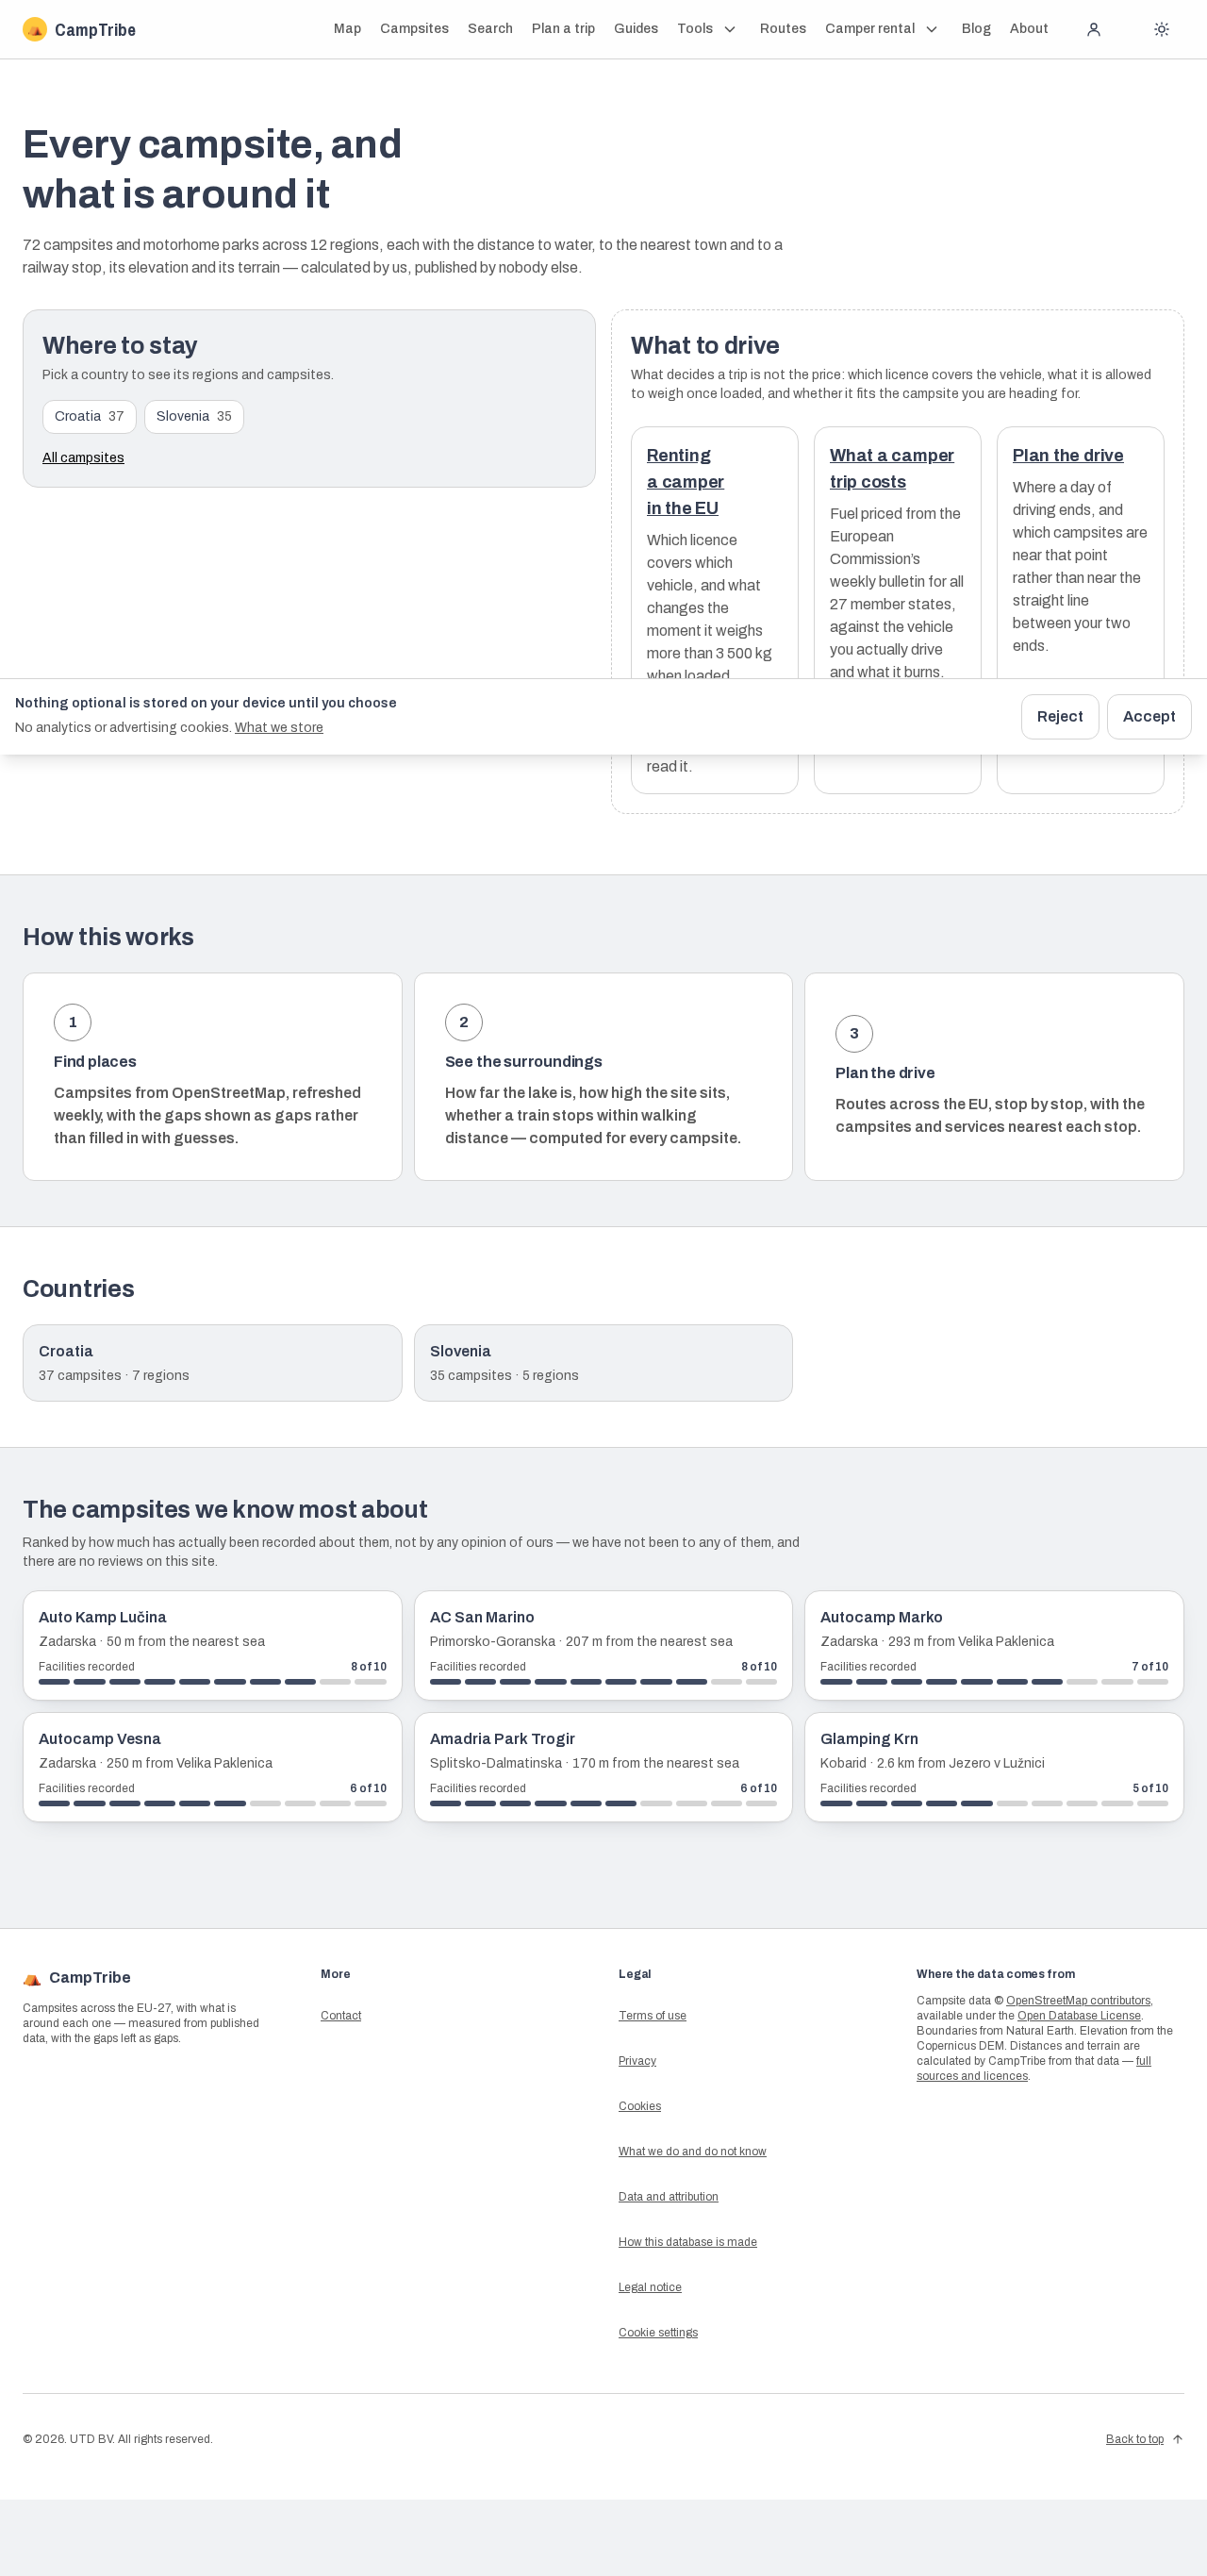 CampTribe
Map Campsites Search Plan a trip Guides Tools Routes Camper rental Blog About
Every campsite, and
what is around it
72 campsites and motorhome parks across 12 regions, each with the distance to water, to the nearest town and to a
railway stop, its elevation and its terrain — calculated by us, published by nobody else.
Where to stay
Pick a country to see its regions and campsites.
Croatia 37 Slovenia 35
All campsites
What to drive
What decides a trip is not the price: which licence covers the vehicle, what it is allowed
to weigh once loaded, and whether it fits the campsite you are heading for.
Renting
a camper
in the EU
Which licence
covers which
vehicle, and what
changes the
moment it weighs
more than 3 500 kg
when loaded
read it.
What a camper
trip costs
Fuel priced from the
European
Commission’s
weekly bulletin for all
27 member states,
against the vehicle
you actually drive
and what it burns.
Plan the drive
Where a day of
driving ends, and
which campsites are
near that point
rather than near the
straight line
between your two
ends.
Nothing optional is stored on your device until you choose
No analytics or advertising cookies. What we store
Reject Accept
How this works
1
Find places
Campsites from OpenStreetMap, refreshed
weekly, with the gaps shown as gaps rather
than filled in with guesses.
2
See the surroundings
How far the lake is, how high the site sits,
whether a train stops within walking
distance — computed for every campsite.
3
Plan the drive
Routes across the EU, stop by stop, with the
campsites and services nearest each stop.
Countries
Croatia
37 campsites · 7 regions
Slovenia
35 campsites · 5 regions
The campsites we know most about
Ranked by how much has actually been recorded about them, not by any opinion of ours — we have not been to any of them, and
there are no reviews on this site.
Auto Kamp Lučina
Zadarska · 50 m from the nearest sea
Facilities recorded 8 of 10
AC San Marino
Primorsko-Goranska · 207 m from the nearest sea
Facilities recorded 8 of 10
Autocamp Marko
Zadarska · 293 m from Velika Paklenica
Facilities recorded 7 of 10
Autocamp Vesna
Zadarska · 250 m from Velika Paklenica
Facilities recorded 6 of 10
Amadria Park Trogir
Splitsko-Dalmatinska · 170 m from the nearest sea
Facilities recorded 6 of 10
Glamping Krn
Kobarid · 2.6 km from Jezero v Lužnici
Facilities recorded 5 of 10
CampTribe
Campsites across the EU-27, with what is
around each one — measured from published
data, with the gaps left as gaps.
More
Contact
Legal
Terms of use
Privacy
Cookies
What we do and do not know
Data and attribution
How this database is made
Legal notice
Cookie settings
Where the data comes from
Campsite data © OpenStreetMap contributors,
available under the Open Database License.
Boundaries from Natural Earth. Elevation from the
Copernicus DEM. Distances and terrain are
calculated by CampTribe from that data — full
sources and licences.
© 2026. UTD BV. All rights reserved.
Back to top